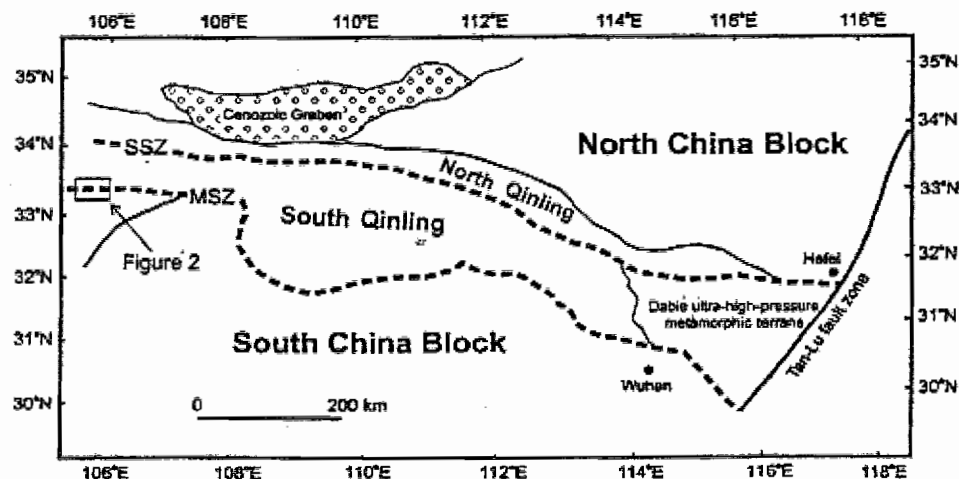 106°E 108°E 110°E 112°E 114°E 116°E 118°E
35°N 35°N
Cenozoic Graben
34°N 34°N
North China Block
SSZ
North Qinling
33°N 33°N
MSZ
South Qinling
Figure 2
32°N 32°N
Hefei
Dabie ultra-high-pressure
metamorphic terrane
Tan-Lu fault zone
31°N 31°N
South China Block
Wuhan
30°N 30°N
0 200 km
106°E 108°E 110°E 112°E 114°E 116°E 118°E